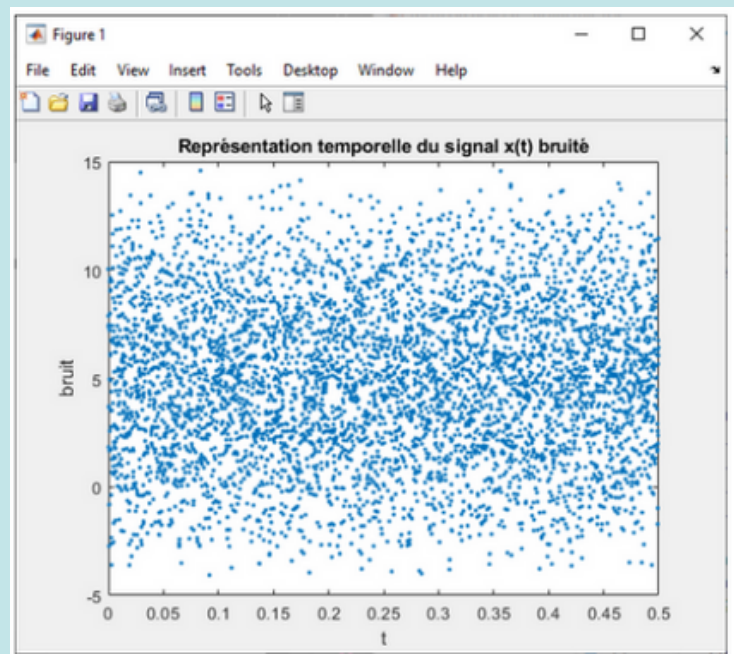 Figure 1
File Edit View Insert Tools Desktop Window Help
Représentation temporelle du signal x(t) bruité
15
10
5
0
-5
bruit
0 0.05 0.1 0.15 0.2 0.25 0.3 0.35 0.4 0.45 0.5
t